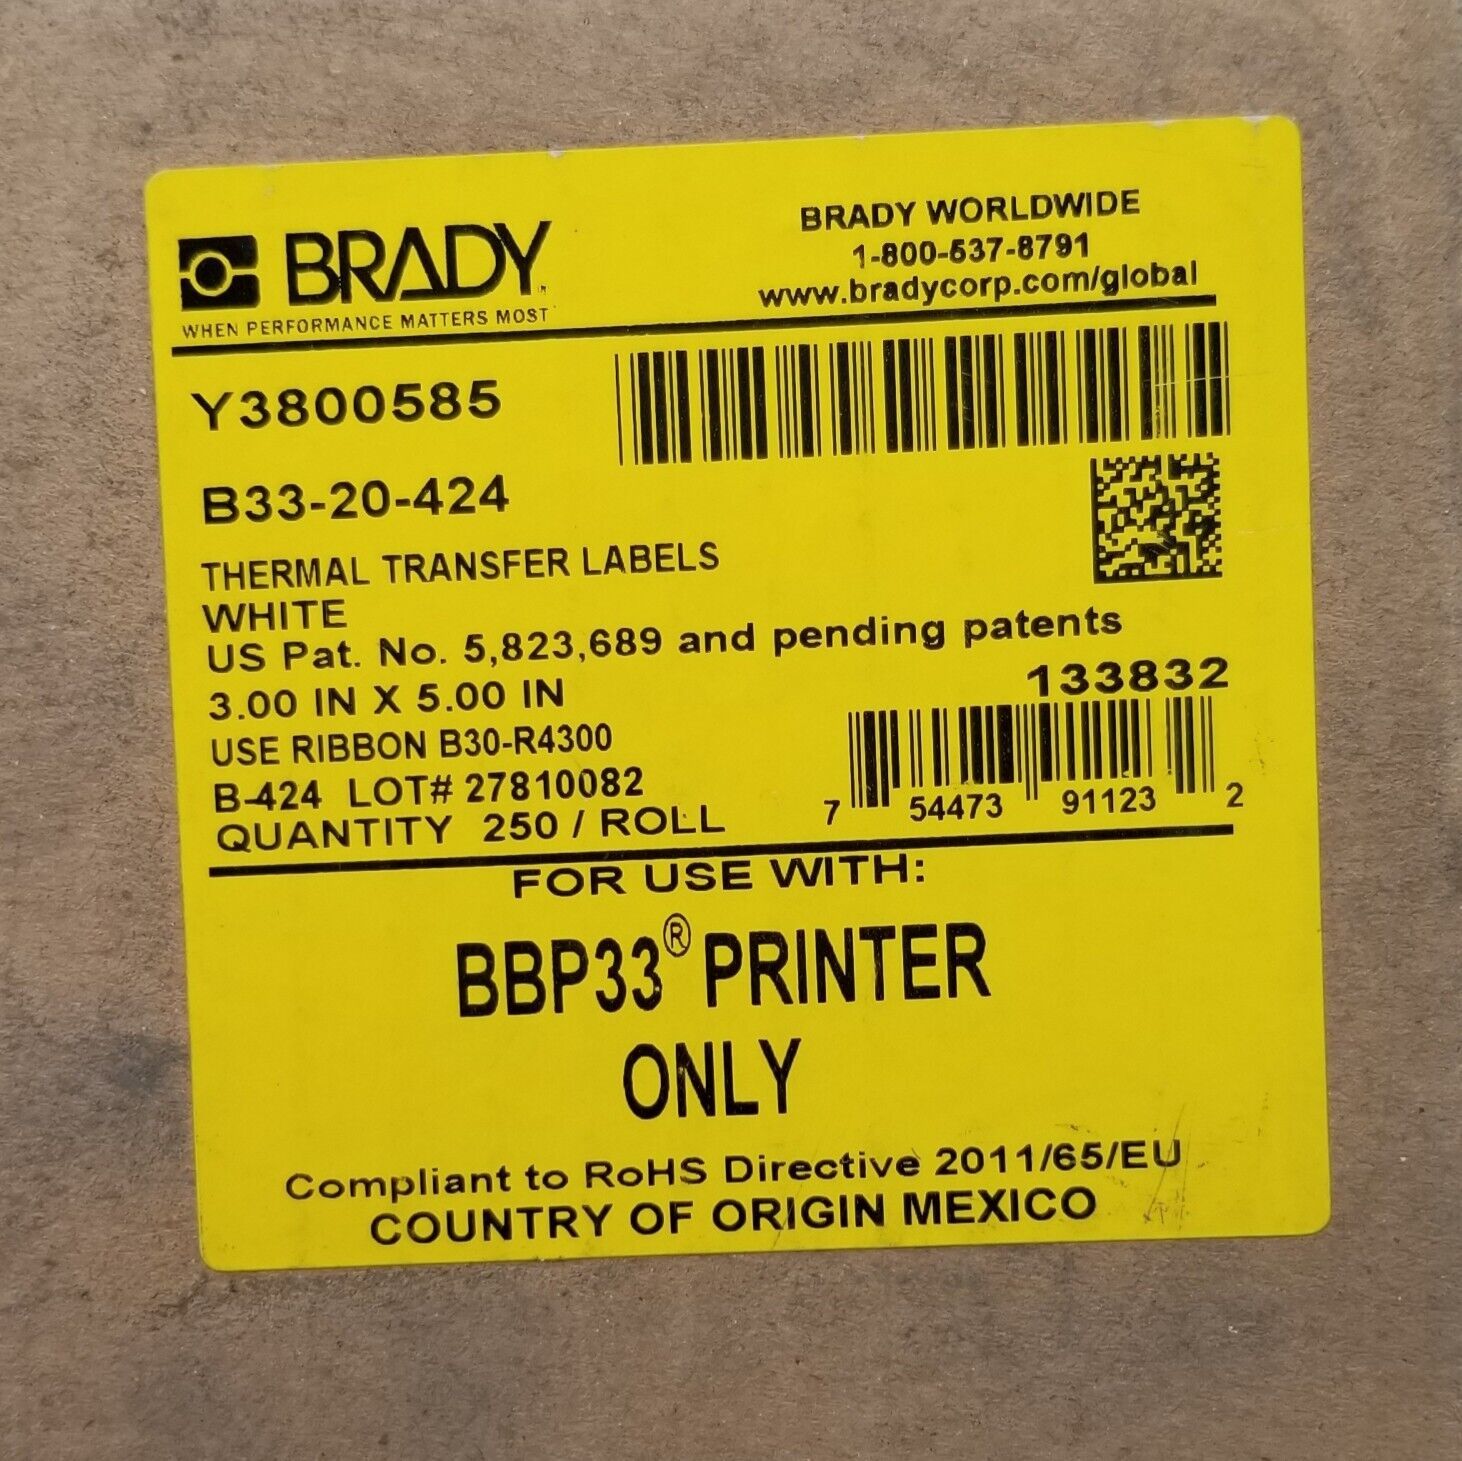 BRADY
WHEN PERFORMANCE MATTERS MOST
BRADY WORLDWIDE
1-800-537-8791
www.bradycorp.com/global
Y3800585
B33-20-424
THERMAL TRANSFER LABELS
WHITE
US Pat. No. 5,823,689 and pending patents
3.00 IN X 5.00 IN
133832
USE RIBBON B30-R4300
B-424 LOT# 27810082
QUANTITY 250 / ROLL
7 54473 91123 2
FOR USE WITH:
BBP33® PRINTER
ONLY
Compliant to RoHS Directive 2011/65/EU
COUNTRY OF ORIGIN MEXICO